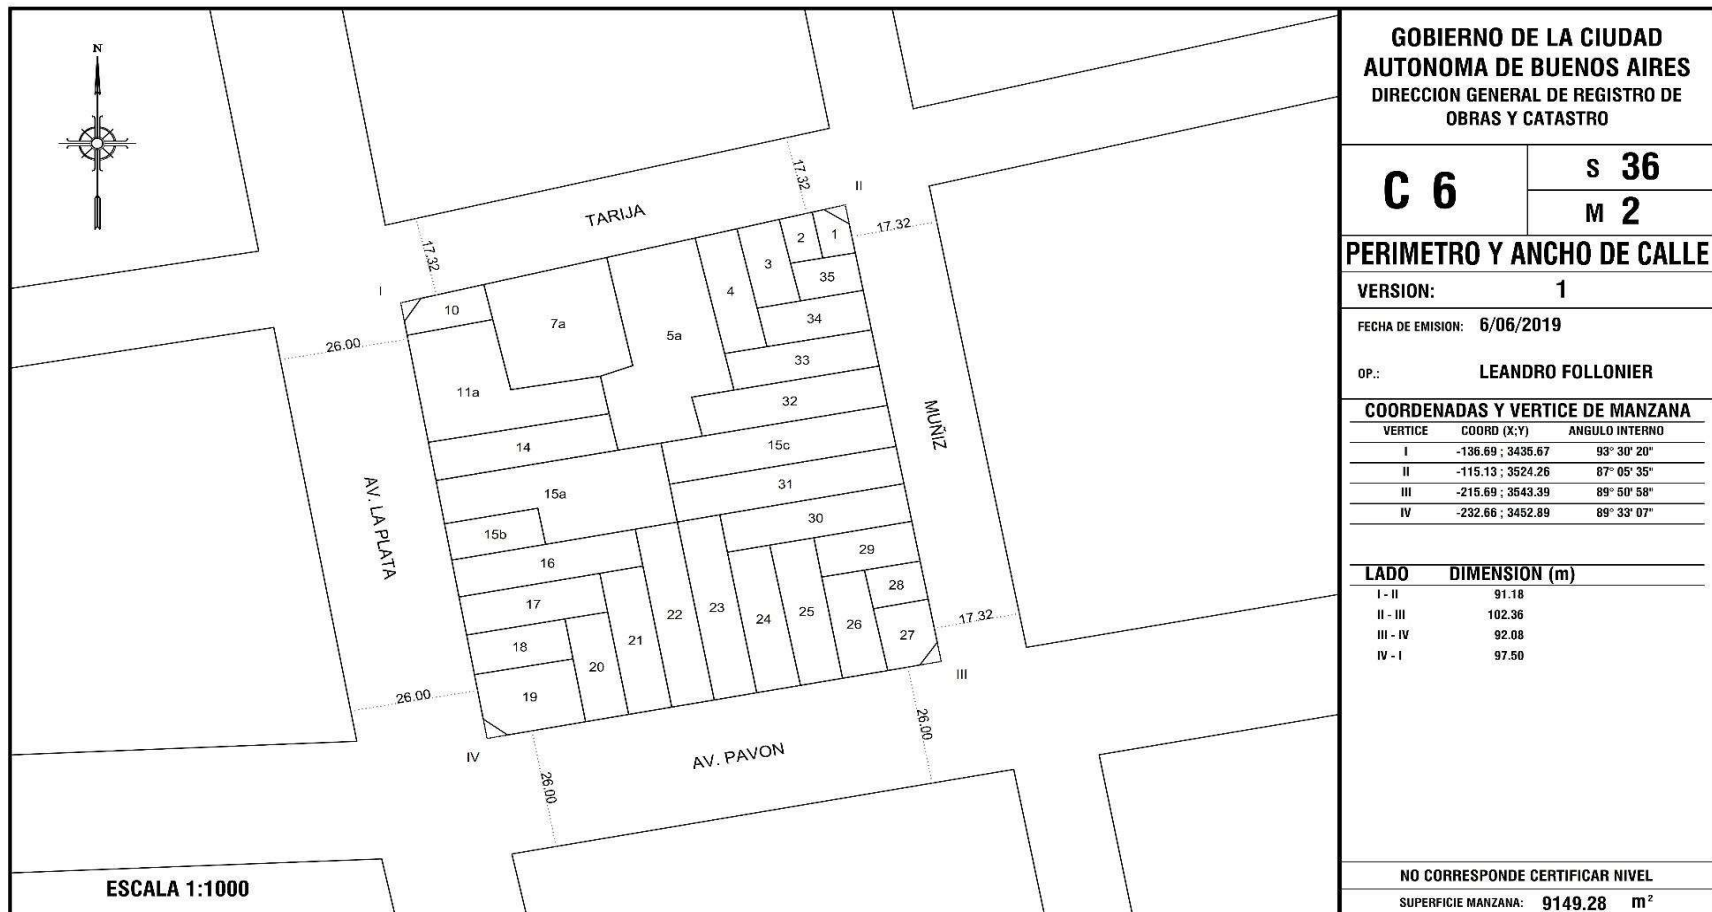 N
TARIJA
17.32
17.32
I
II
17.32
10
7a
5a
4
3
2
1
35
34
33
32
26.00
11a
14
15c
31
15a
15b
30
16
29
28
17
22
23
24
25
26
27
18
21
20
19
MUÑIZ
AV. LA PLATA
17.32
26.00
III
IV
26.00
26.00
AV. PAVON
ESCALA 1:1000
GOBIERNO DE LA CIUDAD
AUTONOMA DE BUENOS AIRES
DIRECCION GENERAL DE REGISTRO DE
OBRAS Y CATASTRO
C 6
S 36
M 2
PERIMETRO Y ANCHO DE CALLE
VERSION: 1
FECHA DE EMISION: 6/06/2019
OP.: LEANDRO FOLLONIER
COORDENADAS Y VERTICE DE MANZANA
VERTICE COORD (X;Y) ANGULO INTERNO
I -136.69 ; 3435.67 93° 30' 20"
II -115.13 ; 3524.26 87° 05' 35"
III -215.69 ; 3543.39 89° 50' 58"
IV -232.66 ; 3452.89 89° 33' 07"
LADO DIMENSION (m)
I - II 91.18
II - III 102.36
III - IV 92.08
IV - I 97.50
NO CORRESPONDE CERTIFICAR NIVEL
SUPERFICIE MANZANA: 9149.28 m²